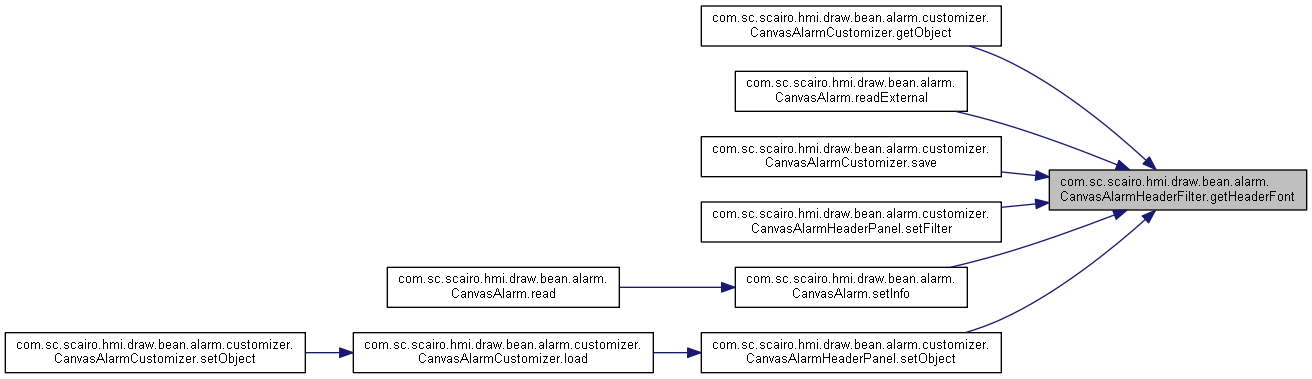 com.sc.scairo.hmi.draw.bean.alarm.customizer.
CanvasAlarmCustomizer.getObject
com.sc.scairo.hmi.draw.bean.alarm.
CanvasAlarm.readExternal
com.sc.scairo.hmi.draw.bean.alarm.customizer.
CanvasAlarmCustomizer.save
com.sc.scairo.hmi.draw.bean.alarm.
CanvasAlarmHeaderFilter.getHeaderFont
com.sc.scairo.hmi.draw.bean.alarm.customizer.
CanvasAlarmHeaderPanel.setFilter
com.sc.scairo.hmi.draw.bean.alarm.
CanvasAlarm.read
com.sc.scairo.hmi.draw.bean.alarm.
CanvasAlarm.setInfo
com.sc.scairo.hmi.draw.bean.alarm.customizer.
CanvasAlarmCustomizer.setObject
com.sc.scairo.hmi.draw.bean.alarm.customizer.
CanvasAlarmCustomizer.load
com.sc.scairo.hmi.draw.bean.alarm.customizer.
CanvasAlarmHeaderPanel.setObject